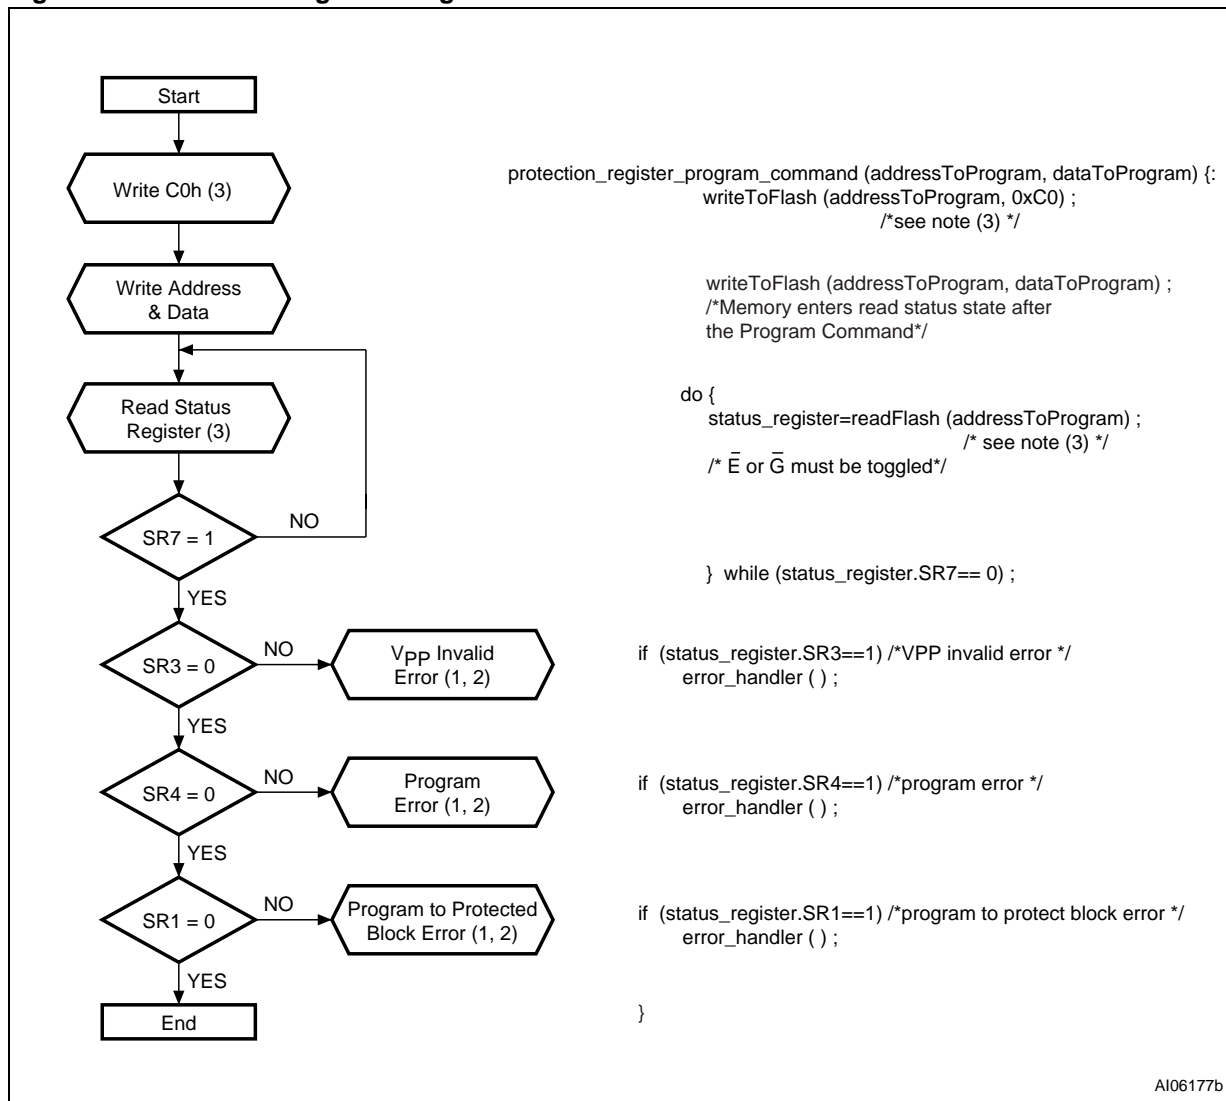 Start
Write C0h (3)
Write Address
& Data
Read Status
Register (3)
SR7 = 1
NO
YES
SR3 = 0
NO
VPP Invalid
Error (1, 2)
YES
SR4 = 0
NO
Program
Error (1, 2)
YES
SR1 = 0
NO
Program to Protected
Block Error (1, 2)
YES
End
protection_register_program_command (addressToProgram, dataToProgram) {:
writeToFlash (addressToProgram, 0xC0) ;
/*see note (3) */
writeToFlash (addressToProgram, dataToProgram) ;
/*Memory enters read status state after
the Program Command*/
do {
status_register=readFlash (addressToProgram) ;
/* see note (3) */
/* E̅ or G̅ must be toggled*/
} while (status_register.SR7== 0) ;
if (status_register.SR3==1) /*VPP invalid error */
error_handler ( ) ;
if (status_register.SR4==1) /*program error */
error_handler ( ) ;
if (status_register.SR1==1) /*program to protect block error */
error_handler ( ) ;
}
AI06177b